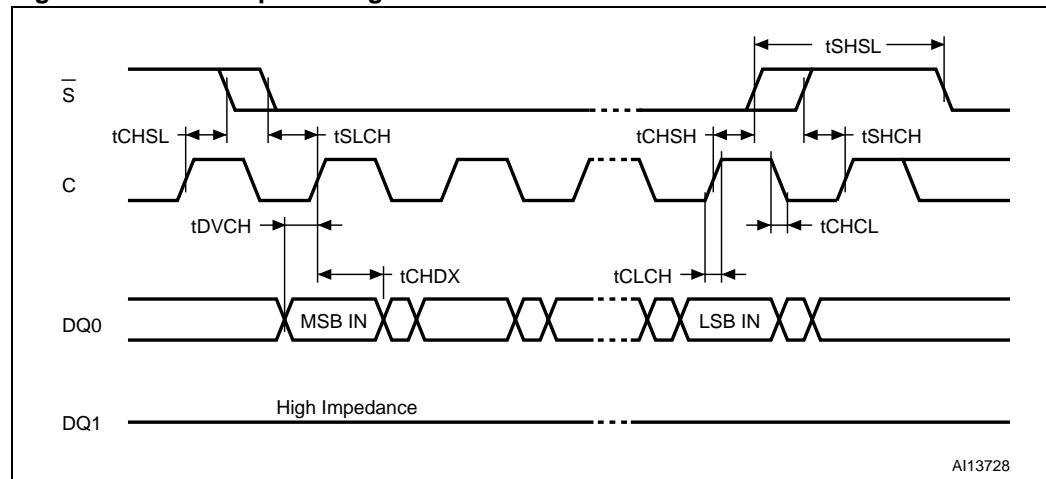 tSHSL
S
tCHSL
tSLCH
tCHSH
tSHCH
C
tDVCH
tCHCL
tCHDX
tCLCH
DQ0
MSB IN
LSB IN
High Impedance
DQ1
AI13728